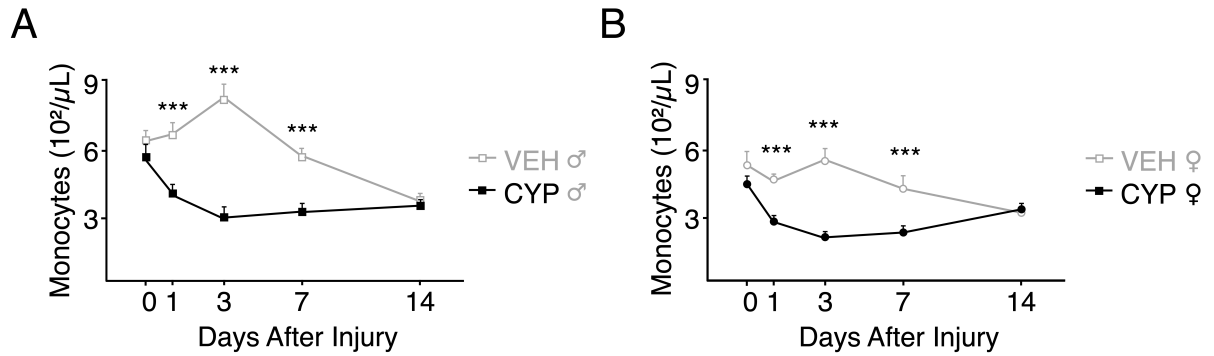 A
Monocytes (10²/µL)
9
6
3
***
***
***
0 1 3 7 14
Days After Injury
VEH ♂
CYP ♂
B
Monocytes (10²/µL)
9
6
3
***
***
***
0 1 3 7 14
Days After Injury
VEH ♀
CYP ♀